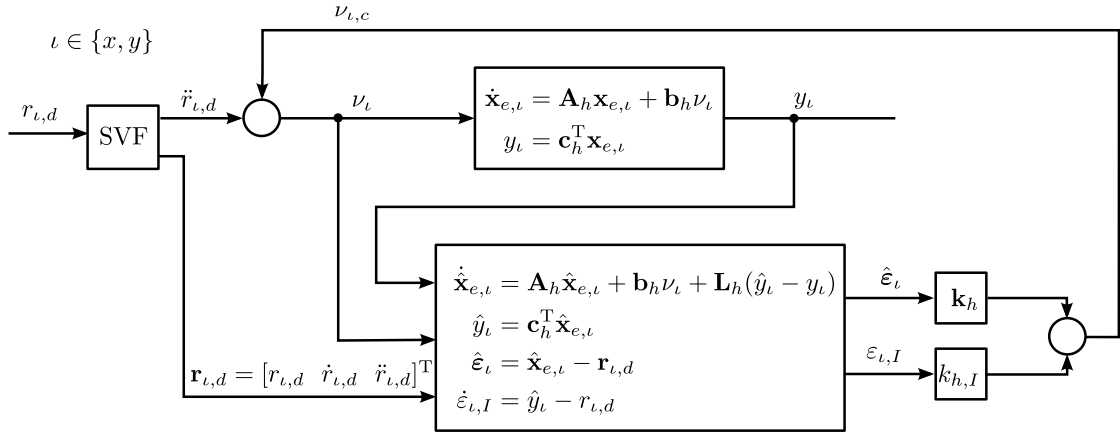 ν_{ι,c}
ι ∈ {x, y}
r_{ι,d}
SVF
r̈_{ι,d}
ν_ι
ẋ_{e,ι} = A_h x_{e,ι} + b_h ν_ι
y_ι = c_h^T x_{e,ι}
y_ι
x̂̇_{e,ι} = A_h x̂_{e,ι} + b_h ν_ι + L_h(ŷ_ι − y_ι)
ŷ_ι = c_h^T x̂_{e,ι}
ε̂_ι = x̂_{e,ι} − r_{ι,d}
ε̇_{ι,I} = ŷ_ι − r_{ι,d}
r_{ι,d} = [r_{ι,d} ṙ_{ι,d} r̈_{ι,d}]^T
ε̂_ι
k_h
ε_{ι,I}
k_{h,I}